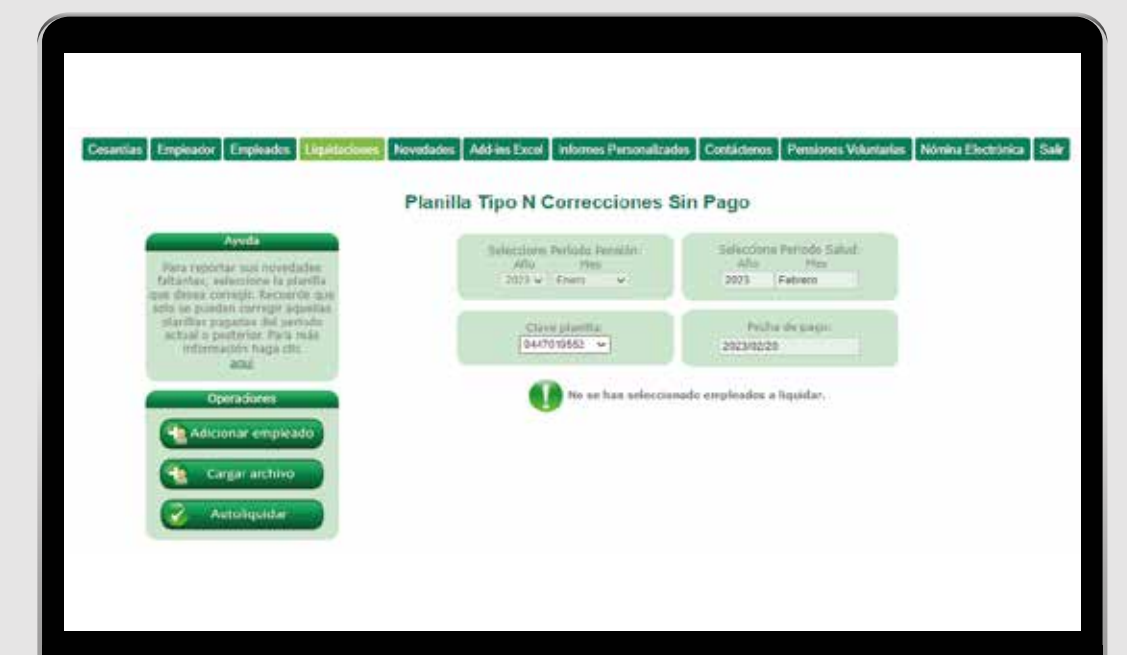 Cesantías Empleador Empleados Liquidaciones Novedades Add-ins Excel Informes Personalizados Contáctenos Pensiones Voluntarias Nómina Electrónica Salir
Planilla Tipo N Correcciones Sin Pago
Ayuda
Para reportar sus novedades
faltantes, seleccione la planilla
que desea corregir. Recuerde que
solo se pueden corregir aquellas
planillas pagadas del periodo
actual o posterior. Para más
información haga clic
aquí
Operaciones
Adicionar empleado
Cargar archivo
Autoliquidar
Seleccione Periodo Pensión:
Año Mes
2023 Enero
Seleccione Periodo Salud:
Año Mes
2023 Febrero
Clave planilla:
Fecha de pago:
2023/02/20
No se han seleccionado empleados a liquidar.